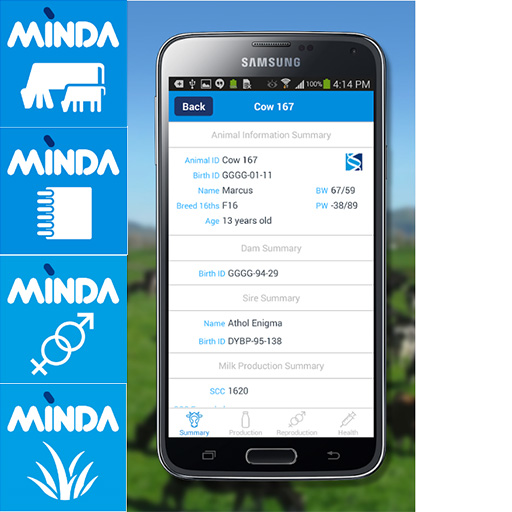 MINDA
MINDA
MINDA
MINDA
SAMSUNG
100% 4:14 PM
Back Cow 167
Animal Information Summary
Animal ID Cow 167
Birth ID GGGG-01-11
Name Marcus BW 67/59
Breed 16ths F16 PW -38/89
Age 13 years old
Dam Summary
Birth ID GGGG-94-29
Sire Summary
Name Athol Enigma
Birth ID DYBP-95-138
Milk Production Summary
SCC 1620
Summary Production Reproduction Health